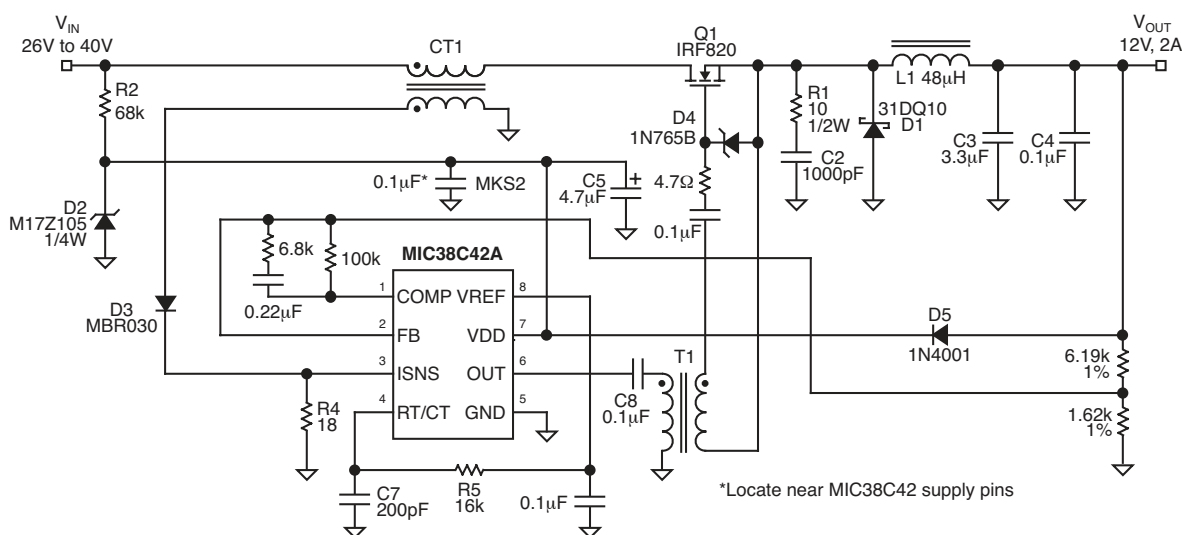 VIN
26V to 40V
CT1
Q1
IRF820
VOUT
12V, 2A
R2
68k
L1 48µH
D4
1N765B
R1
10
1/2W
31DQ10
D1
C2
1000pF
C3
3.3µF
C4
0.1µF
0.1µF*
MKS2
C5
4.7µF
+
4.7Ω
0.1µF
D2
M17Z105
1/4W
6.8k
100k
0.22µF
MIC38C42A
1
COMP
VREF
8
2
FB
VDD
7
3
ISNS
OUT
6
4
RT/CT
GND
5
D3
MBR030
D5
1N4001
6.19k
1%
1.62k
1%
T1
C8
0.1µF
R4
18
C7
200pF
R5
16k
0.1µF
*Locate near MIC38C42 supply pins